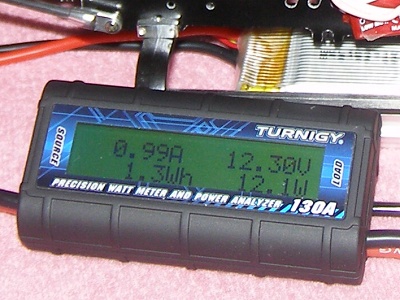 TURNIGY®
SOURCE
0.99A 12.30V
1.3Wh 12.1W
LOAD
PRECISION WATT METER AND POWER ANALYZER 130A